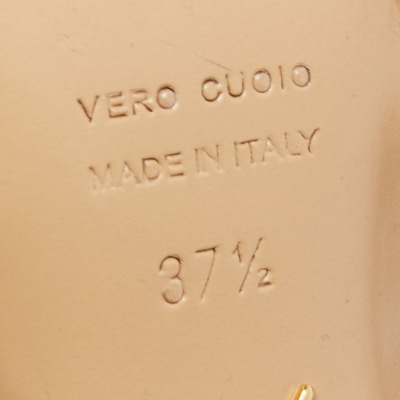 VERO CUOIO
MADE IN ITALY
37½